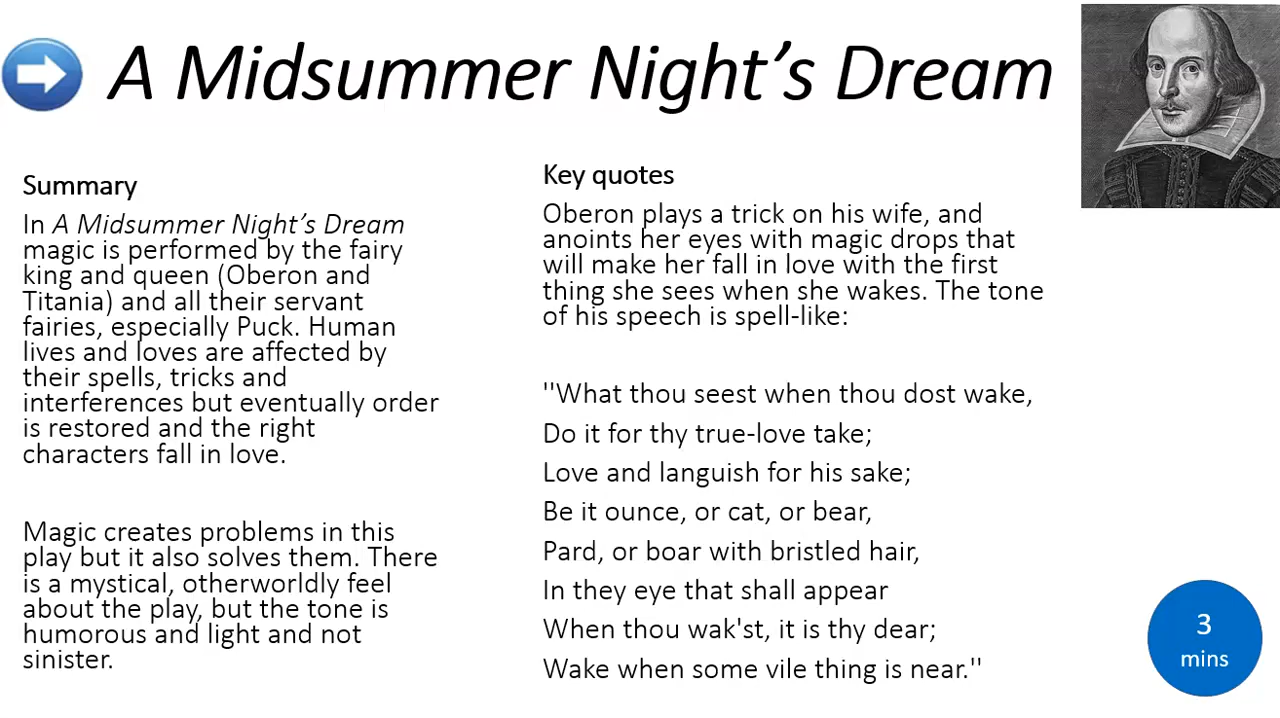 A Midsummer Night’s Dream
Summary
In A Midsummer Night’s Dream
magic is performed by the fairy
king and queen (Oberon and
Titania) and all their servant
fairies, especially Puck. Human
lives and loves are affected by
their spells, tricks and
interferences but eventually order
is restored and the right
characters fall in love.
Magic creates problems in this
play but it also solves them. There
is a mystical, otherworldly feel
about the play, but the tone is
humorous and light and not
sinister.
Key quotes
Oberon plays a trick on his wife, and
anoints her eyes with magic drops that
will make her fall in love with the first
thing she sees when she wakes. The tone
of his speech is spell-like:
"What thou seest when thou dost wake,
Do it for thy true-love take;
Love and languish for his sake;
Be it ounce, or cat, or bear,
Pard, or boar with bristled hair,
In they eye that shall appear
When thou wak'st, it is thy dear;
Wake when some vile thing is near."
3
mins